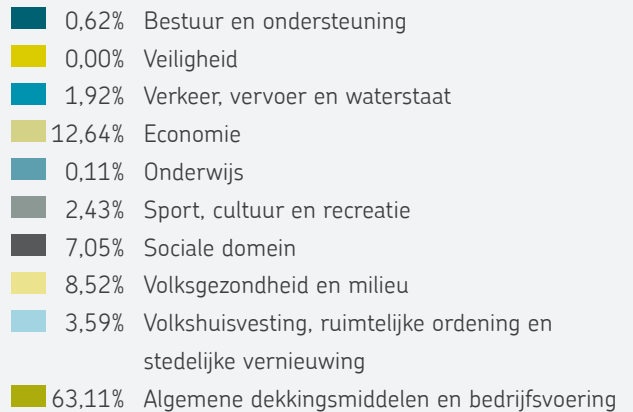 0,62% Bestuur en ondersteuning
0,00% Veiligheid
1,92% Verkeer, vervoer en waterstaat
12,64% Economie
0,11% Onderwijs
2,43% Sport, cultuur en recreatie
7,05% Sociale domein
8,52% Volksgezondheid en milieu
3,59% Volkshuisvesting, ruimtelijke ordening en
stedelijke vernieuwing
63,11% Algemene dekkingsmiddelen en bedrijfsvoering